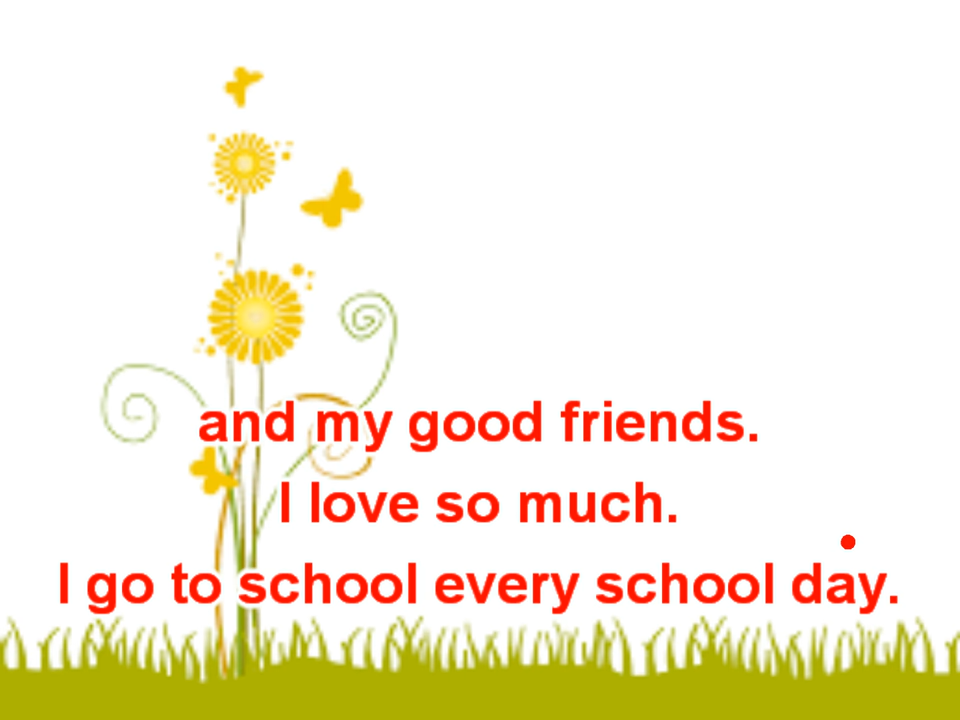 and my good friends.
I love so much.
I go to school every school day.